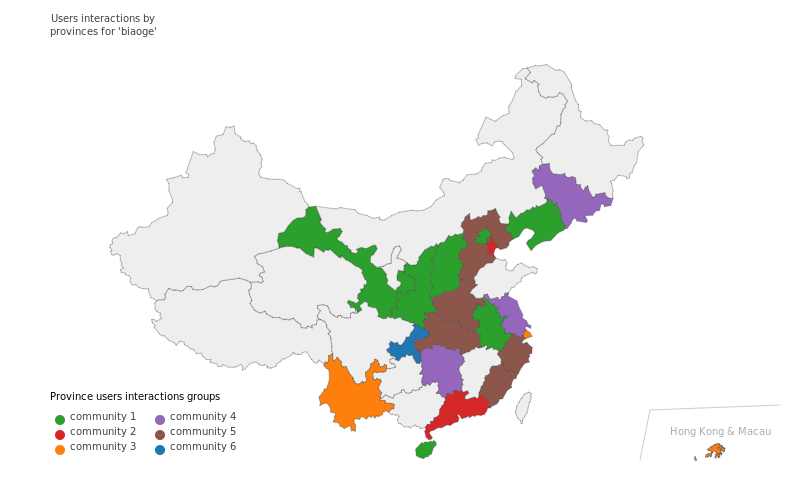 Users interactions by
provinces for 'biaoge'
Hong Kong & Macau
Province users interactions groups
community 1
community 2
community 3
community 4
community 5
community 6